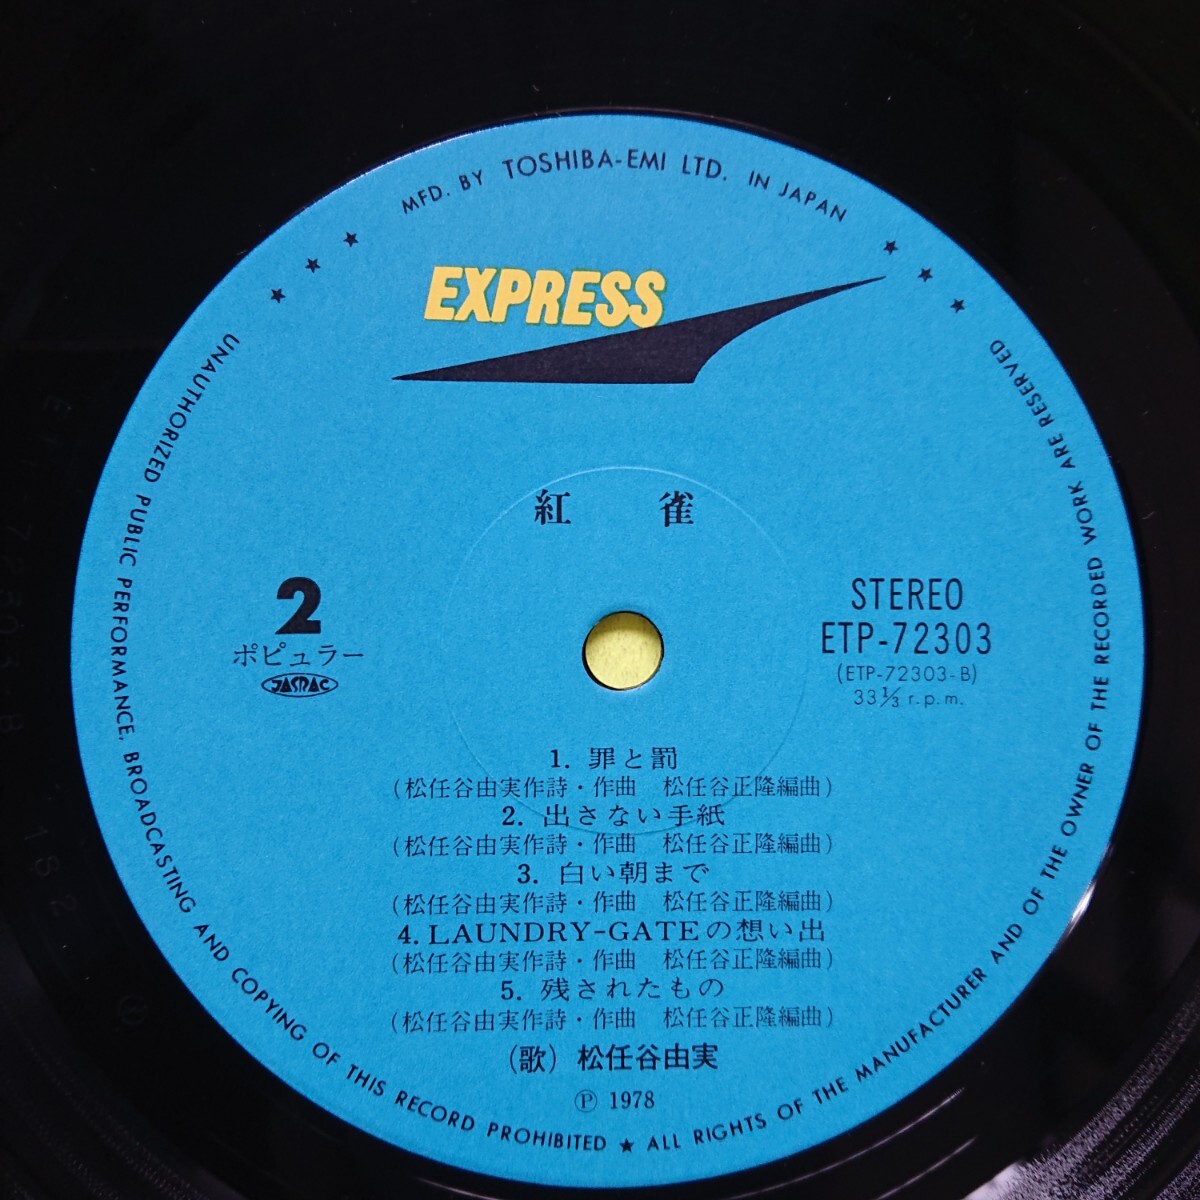 MFD. BY TOSHIBA-EMI LTD. IN JAPAN
EXPRESS
紅雀
2
ポピュラー
JASRAC
STEREO
ETP-72303
(ETP-72303-B)
33⅓ r.p.m.
1. 罪と罰
(松任谷由実作詩・作曲 松任谷正隆編曲)
2. 出さない手紙
(松任谷由実作詩・作曲 松任谷正隆編曲)
3. 白い朝まで
(松任谷由実作詩・作曲 松任谷正隆編曲)
4. LAUNDRY-GATEの想い出
(松任谷由実作詩・作曲 松任谷正隆編曲)
5. 残されたもの
(松任谷由実作詩・作曲 松任谷正隆編曲)
(歌) 松任谷由実
℗ 1978
UNAUTHORIZED PUBLIC PERFORMANCE, BROADCASTING AND COPYING OF THIS RECORD PROHIBITED ★ ALL RIGHTS OF THE MANUFACTURER AND OF THE OWNER OF THE RECORDED WORK ARE RESERVED